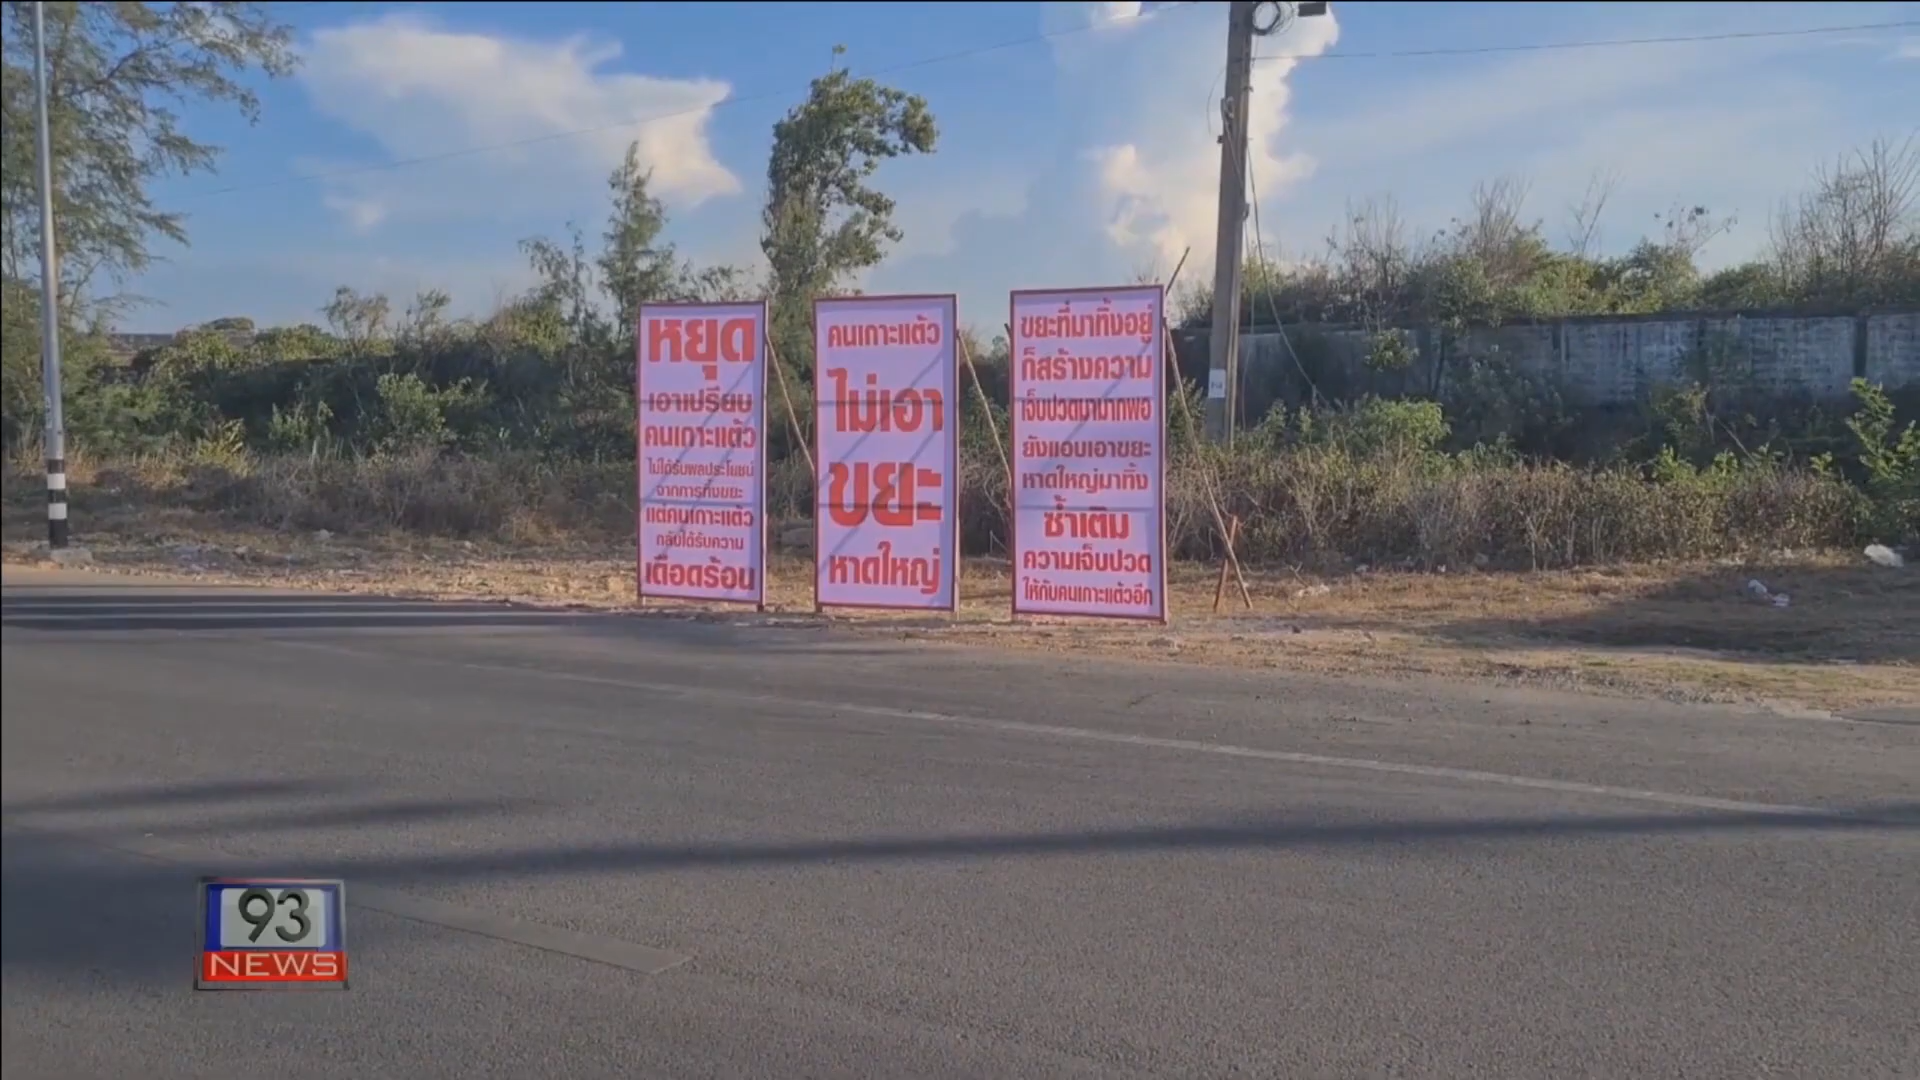 หยุด
เอาเปรียบ
คนเกาะแต้ว
ไม่ได้รับผลประโยชน์
จากการทิ้งขยะ
แต่คนเกาะแต้ว
กลับได้รับความ
เดือดร้อน
คนเกาะแต้ว
ไม่เอา
ขยะ
หาดใหญ่
ขยะที่มาทิ้งอยู่
ก็สร้างความ
เจ็บปวดมามากพอ
ยังแอบเอาขยะ
หาดใหญ่มาทิ้ง
ซ้ำเติม
ความเจ็บปวด
ให้กับคนเกาะแต้วอีก
93
NEWS